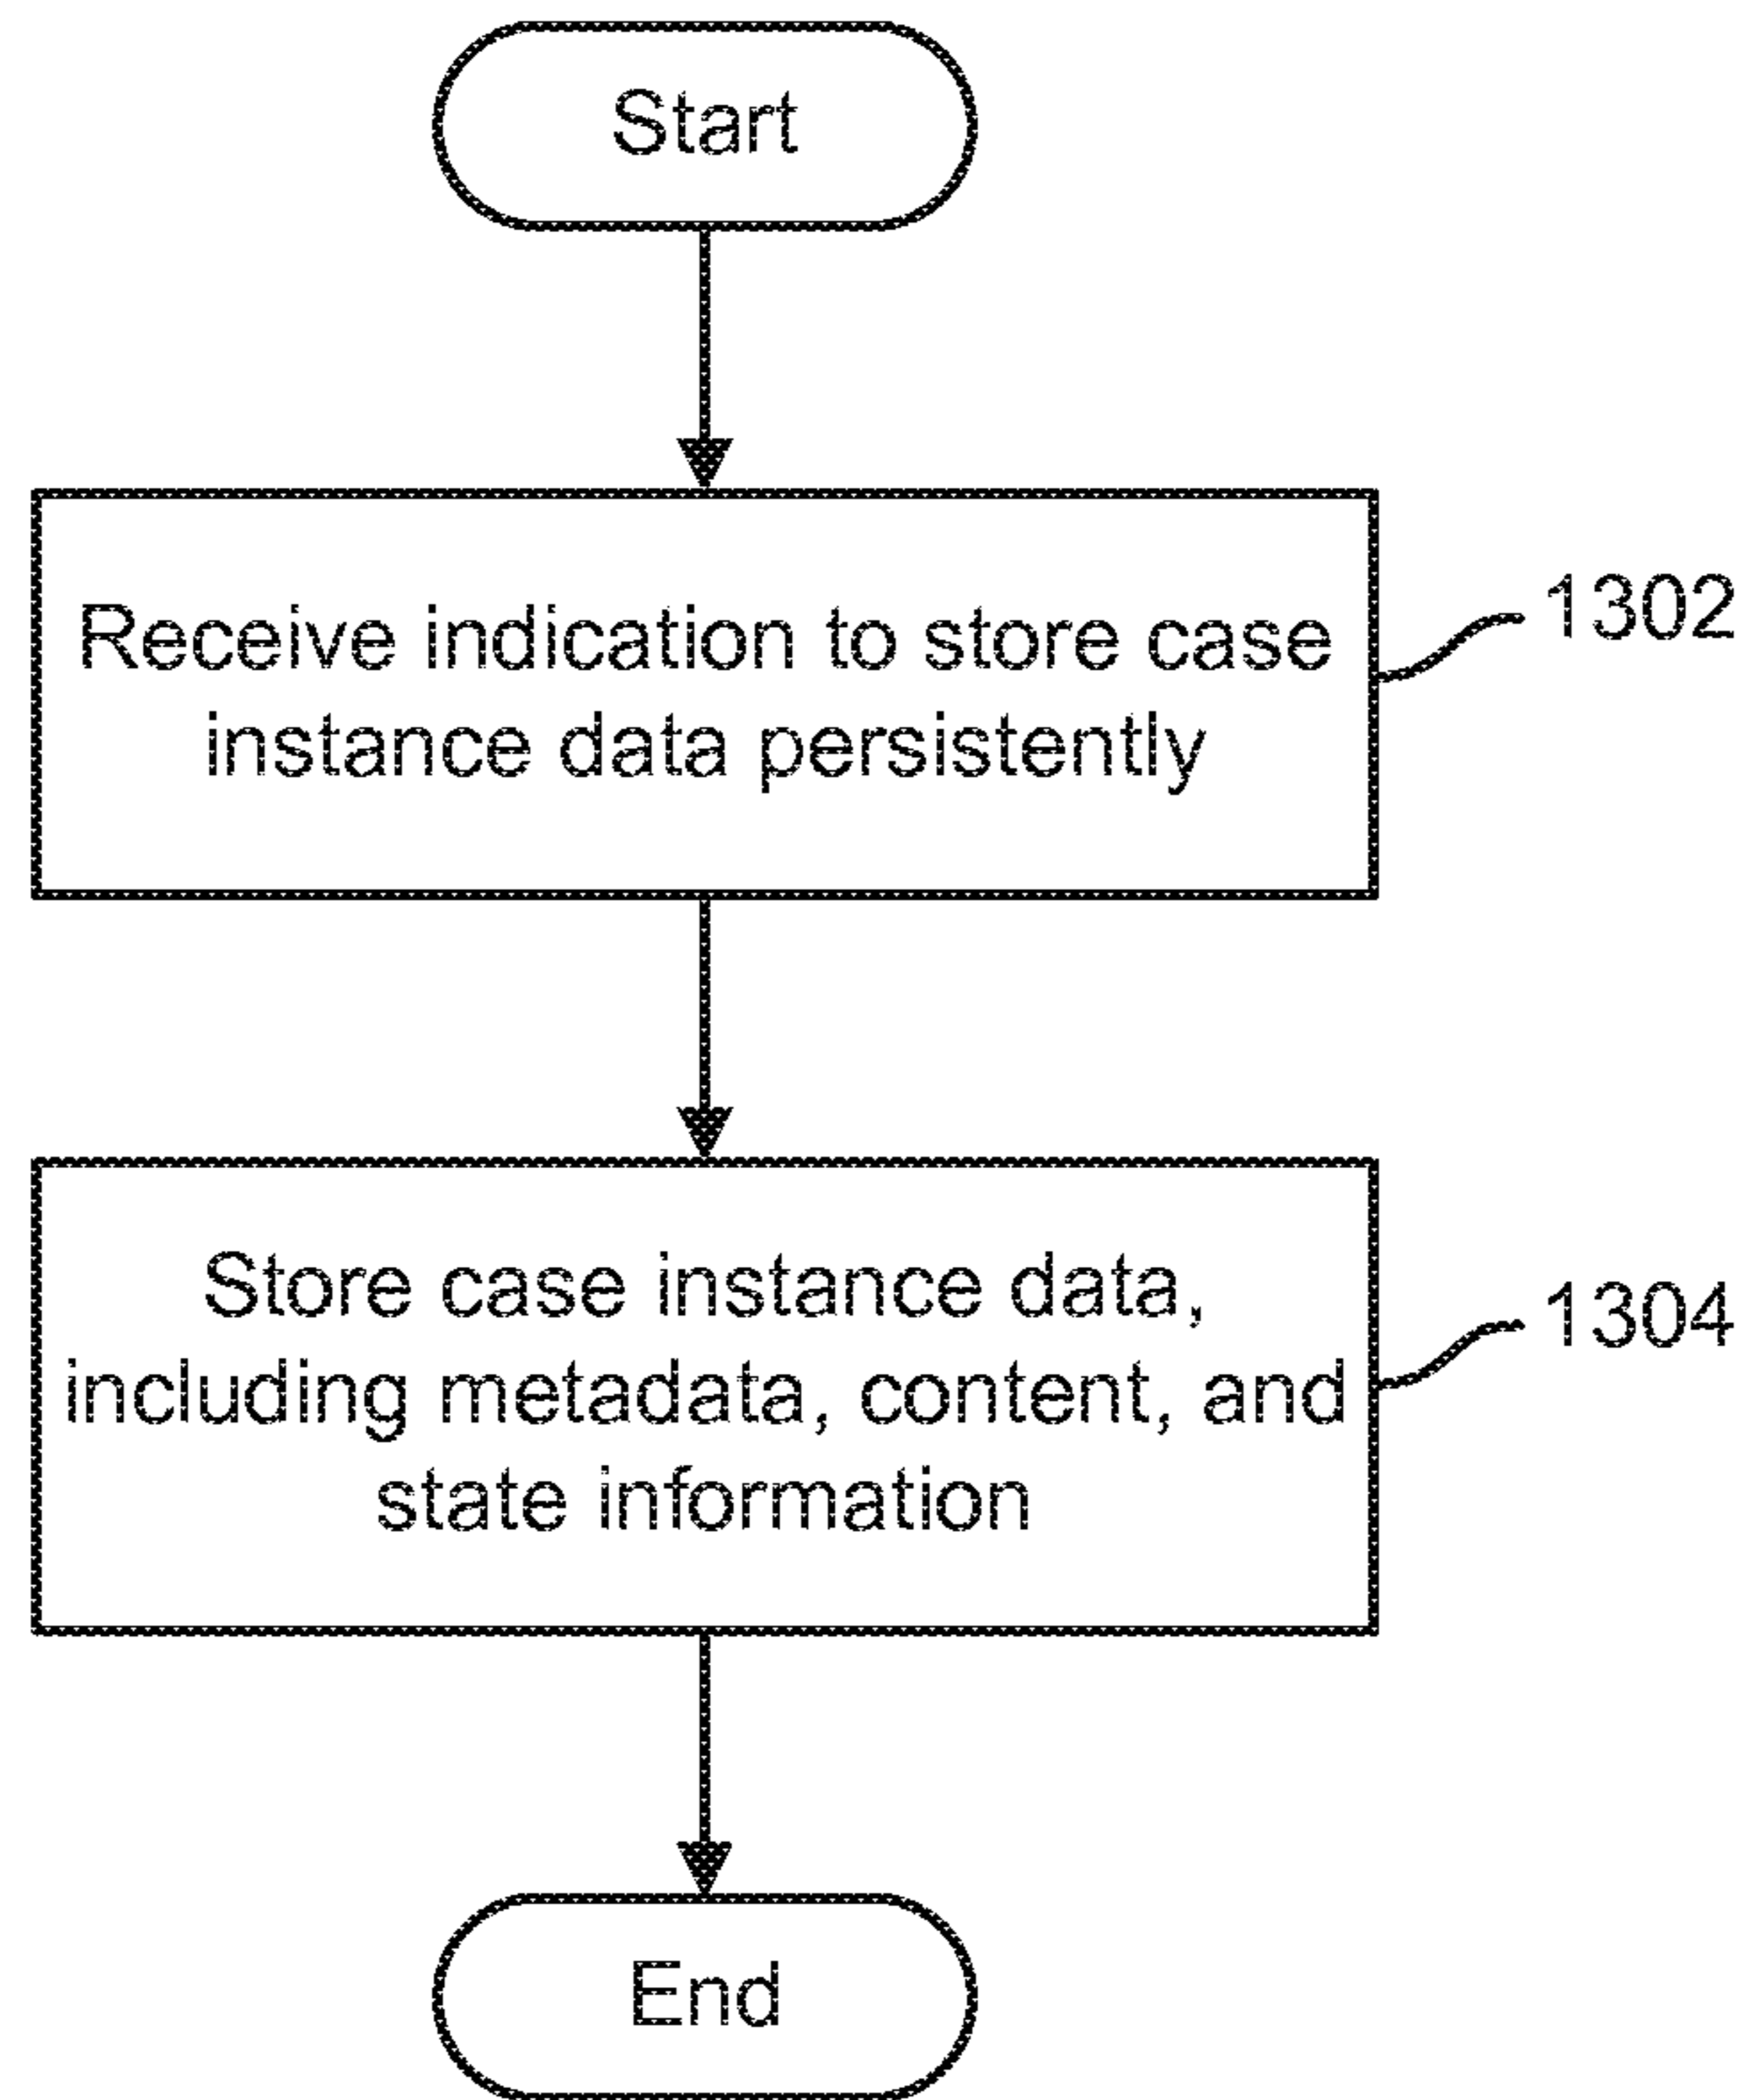 Start
Receive indication to store case
instance data persistently
1302
Store case instance data,
including metadata, content, and
state information
1304
End